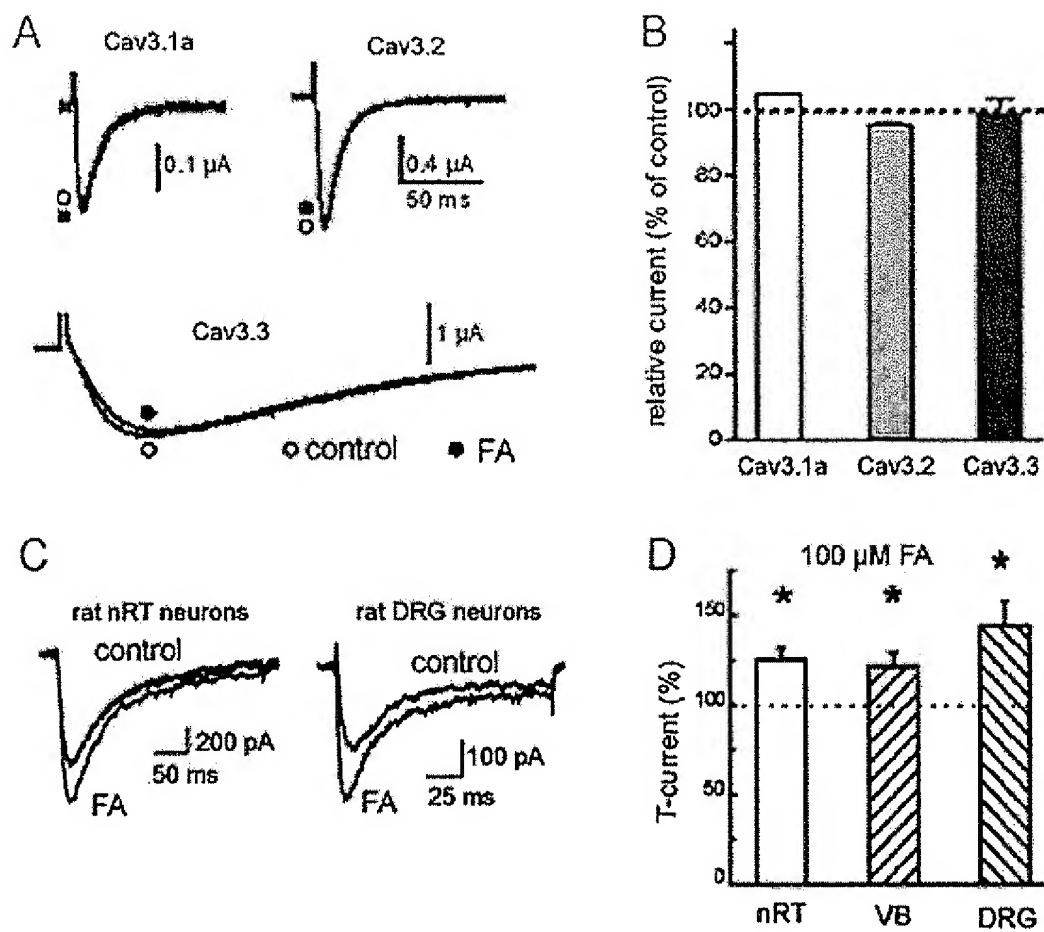 A
Cav3.1a
Cav3.2
0.1 µA
0.4 µA
50 ms
Cav3.3
1 µA
control
FA
B
relative current (% of control)
100
80
60
40
20
0
Cav3.1a
Cav3.2
Cav3.3
C
rat nRT neurons
control
200 pA
50 ms
FA
rat DRG neurons
control
100 pA
25 ms
FA
D
100 µM FA
* * *
T-current (%)
150
100
50
0
nRT
VB
DRG